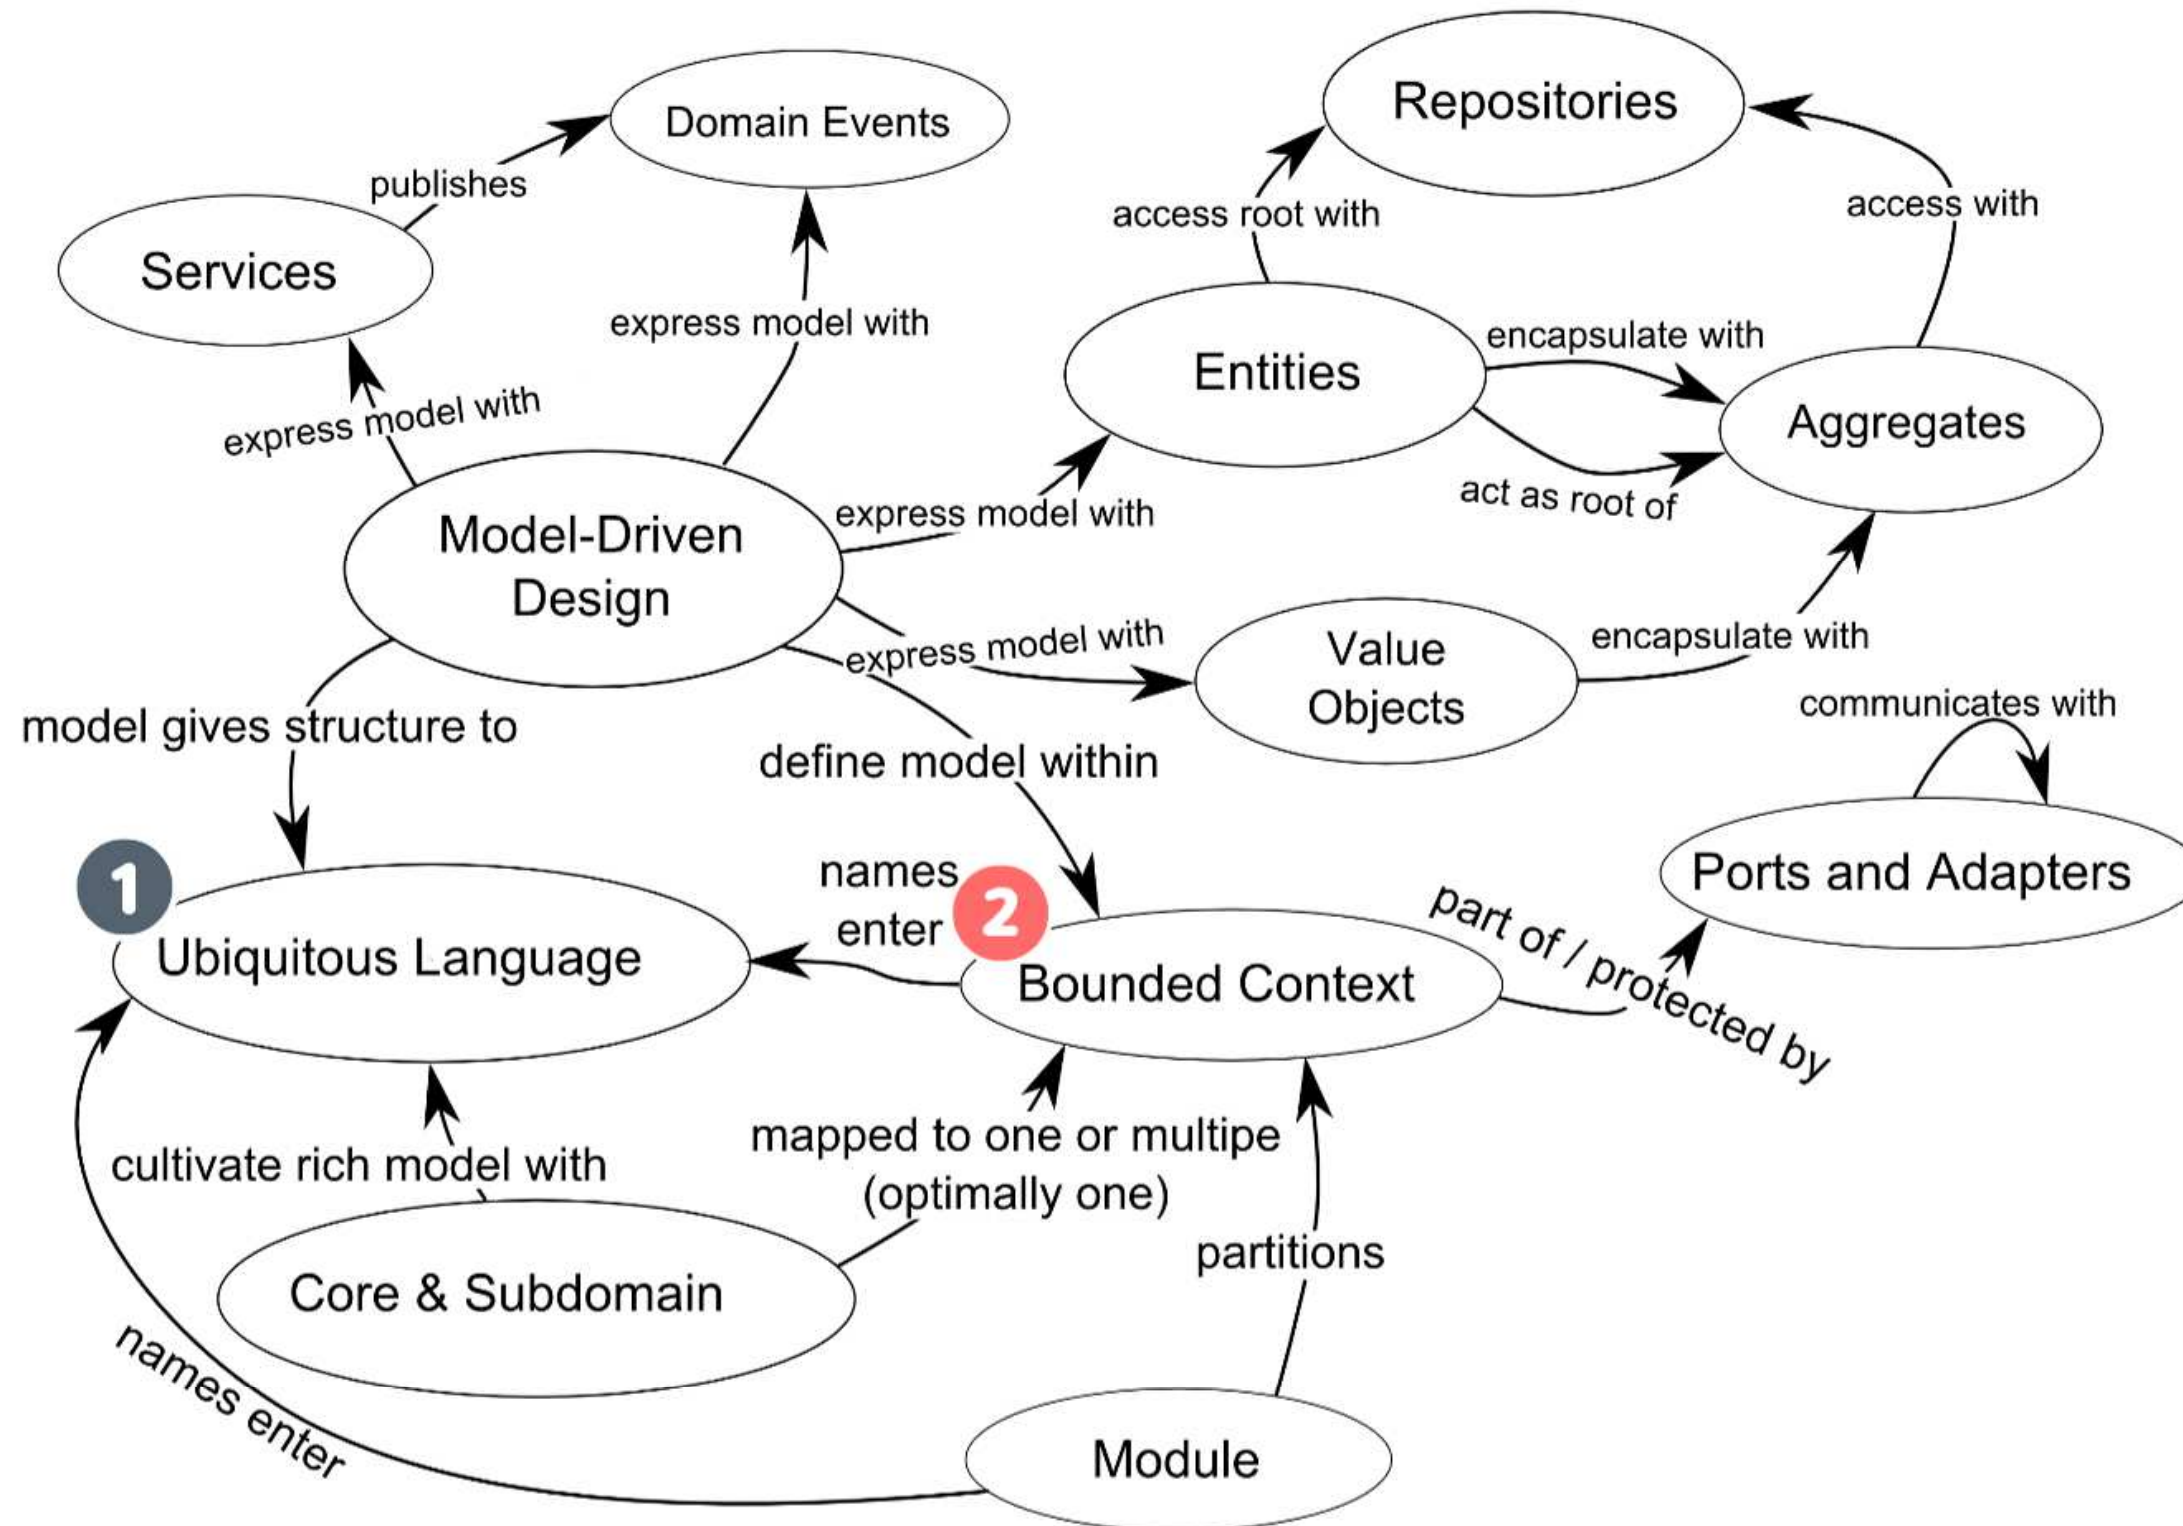 Repositories
Domain Events
publishes
access with
access root with
Services
express model with
encapsulate with
Entities
Aggregates
express model with
act as root of
express model with
Model-Driven
Design
express model with
Value
Objects
encapsulate with
communicates with
model gives structure to
define model within
names
enter
1
2
Ports and Adapters
part of / protected by
Ubiquitous Language
Bounded Context
mapped to one or multipe
(optimally one)
cultivate rich model with
partitions
Core & Subdomain
names enter
Module